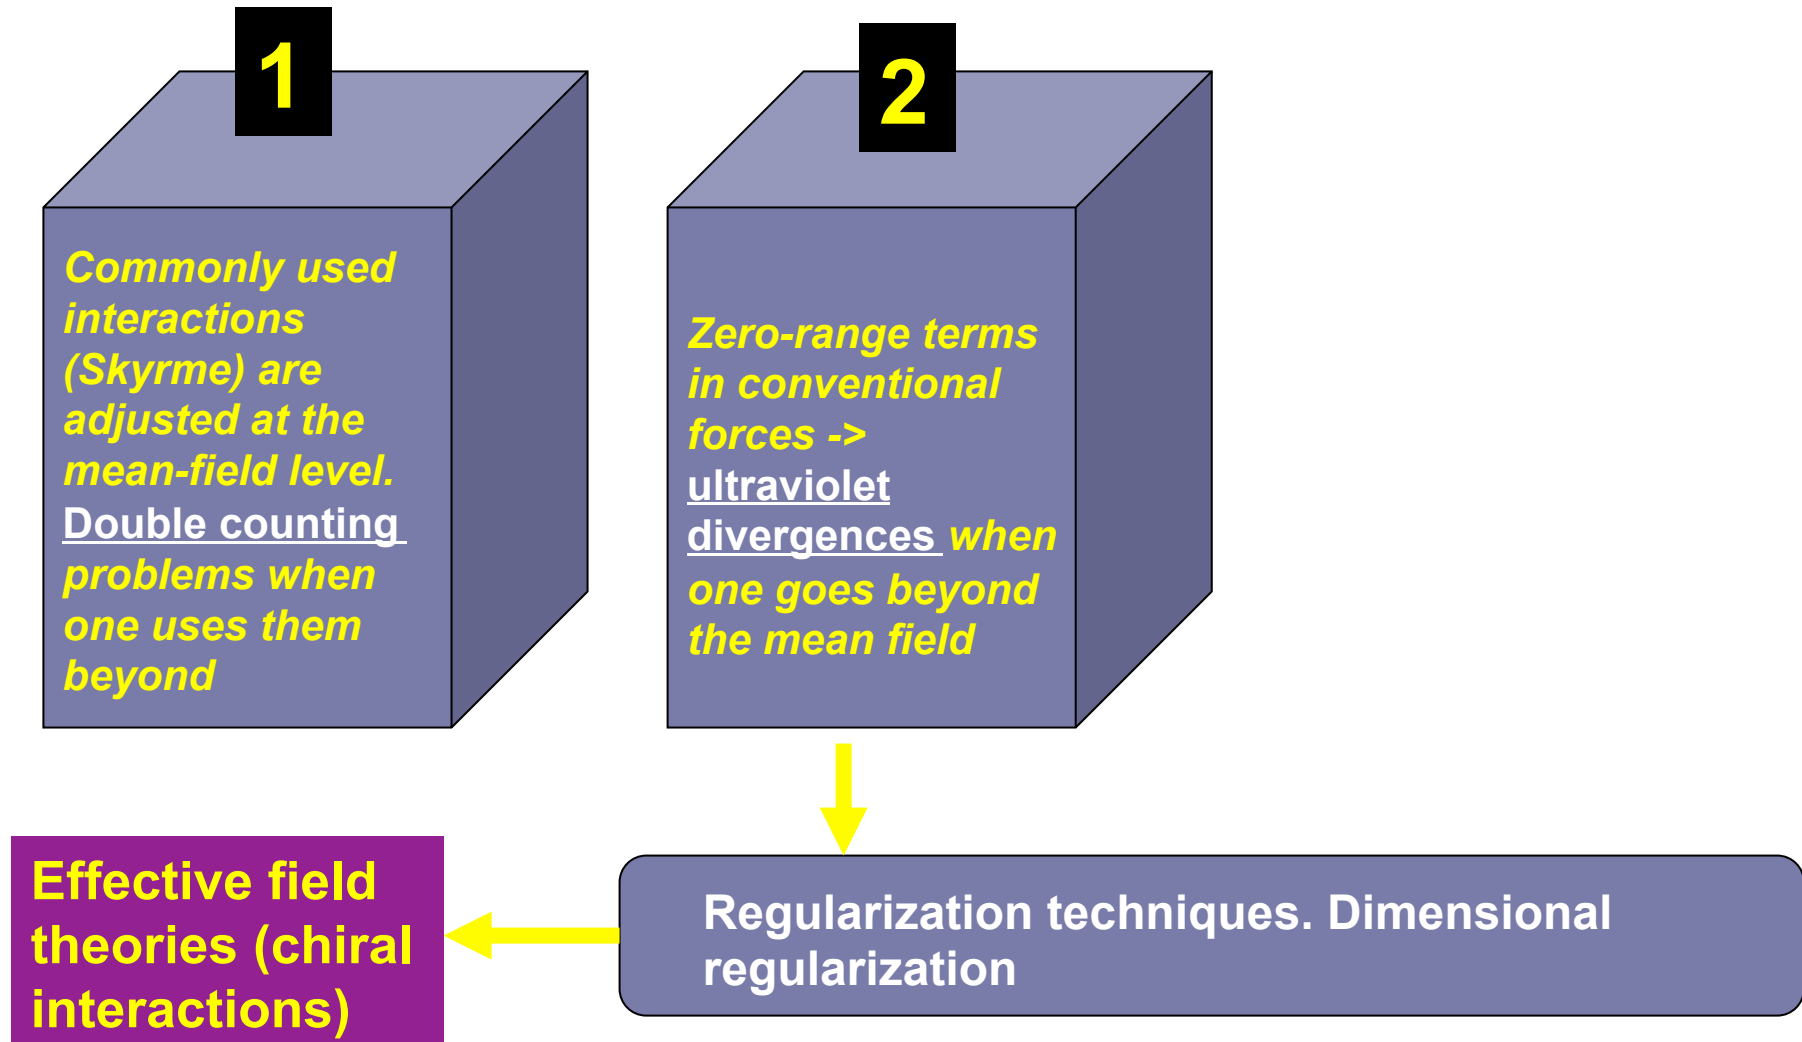 1
Commonly used
interactions
(Skyrme) are
adjusted at the
mean-field level.
Double counting
problems when
one uses them
beyond
2
Zero-range terms
in conventional
forces ->
ultraviolet
divergences when
one goes beyond
the mean field
Effective field
theories (chiral
interactions)
Regularization techniques. Dimensional
regularization